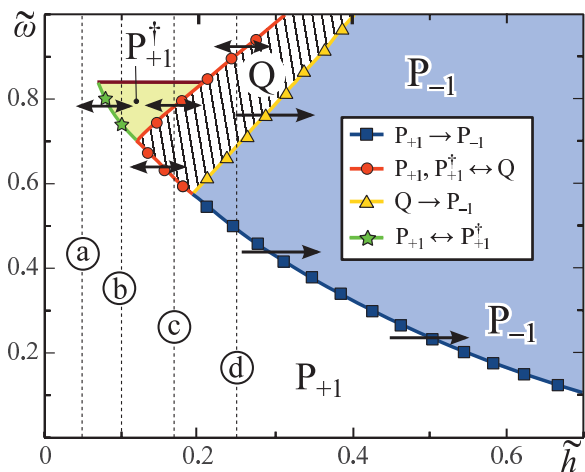 ω̃
P†+1
Q
P−1
0.8
P+1 → P−1
P+1, P†+1 ↔ Q
Q → P−1
P+1 ↔ P†+1
0.6
0.4
a
b
c
d
P−1
0.2
P+1
0
0.2
0.4
0.6
h̃